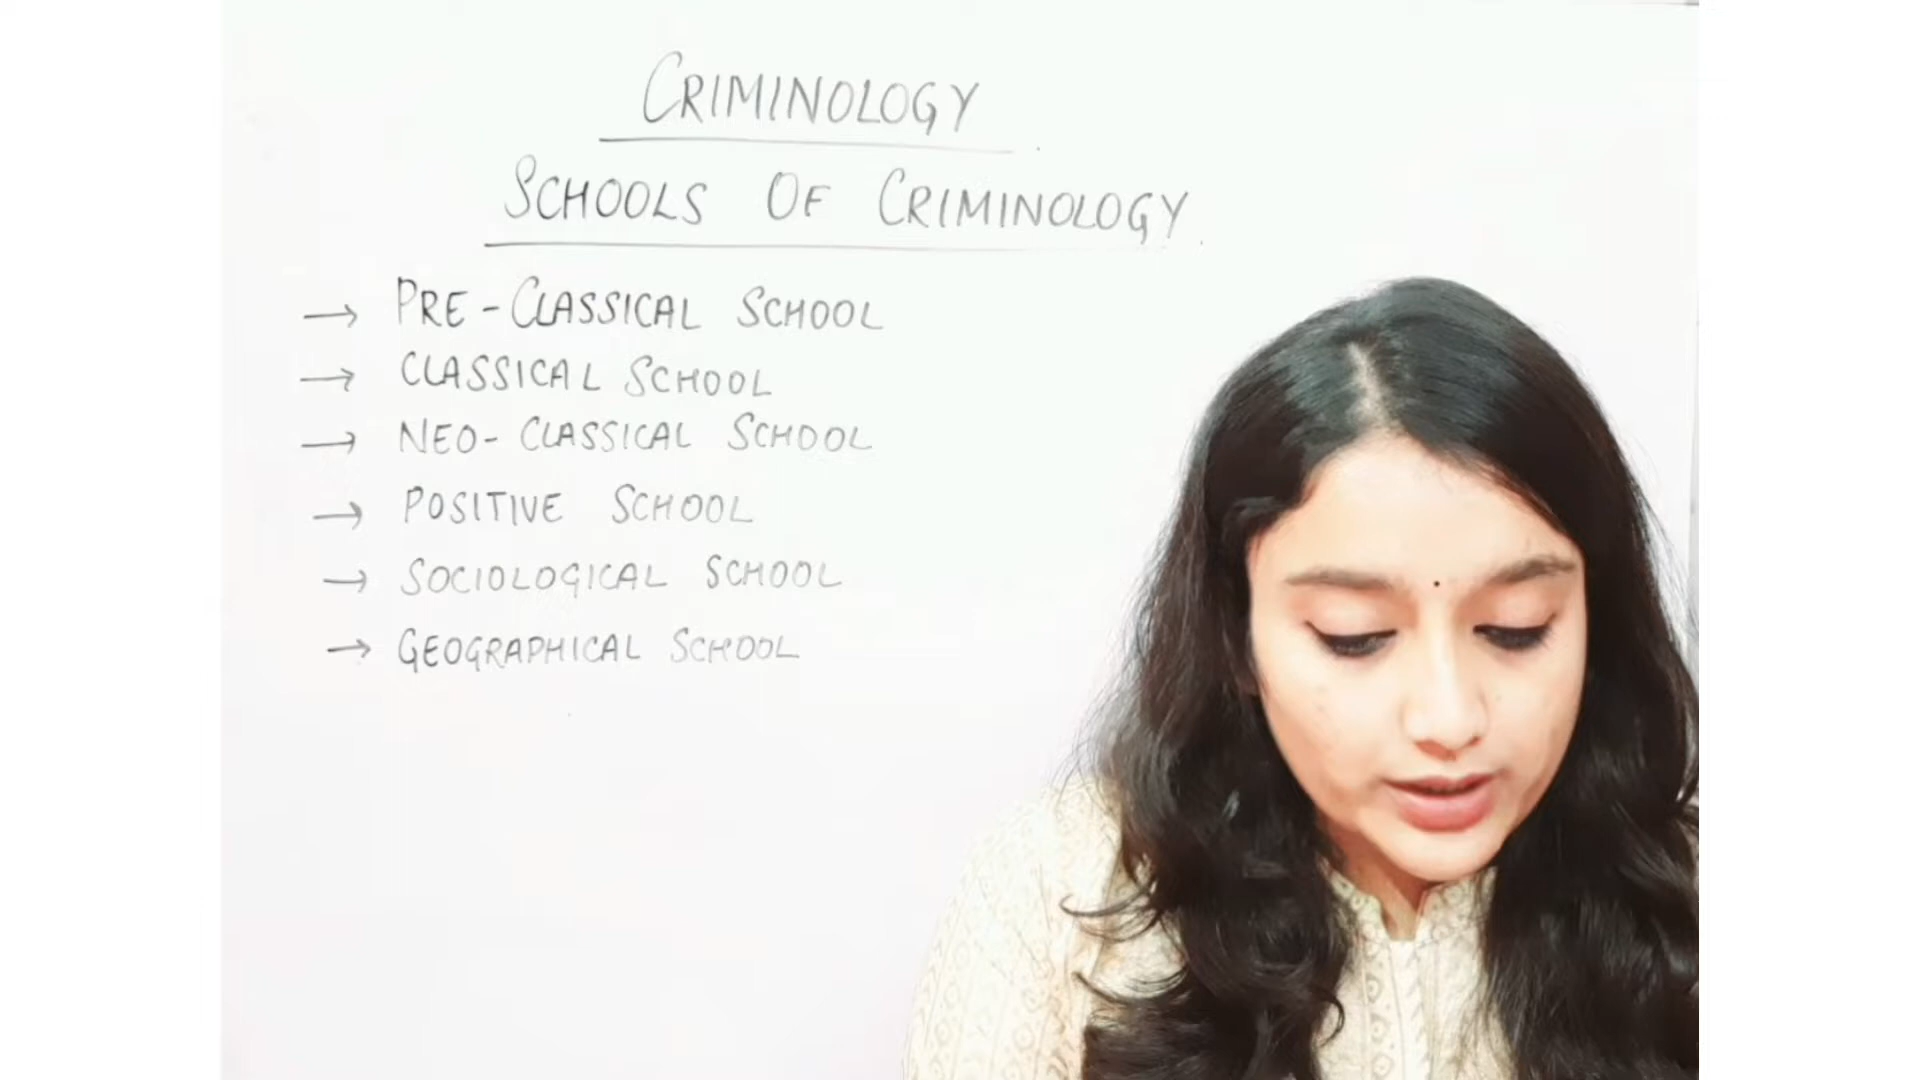 CRIMINOLOGY
SCHOOLS OF CRIMINOLOGY
→ PRE-CLASSICAL SCHOOL
→ CLASSICAL SCHOOL
→ NEO-CLASSICAL SCHOOL
→ POSITIVE SCHOOL
→ SOCIOLOGICAL SCHOOL
→ GEOGRAPHICAL SCHOOL